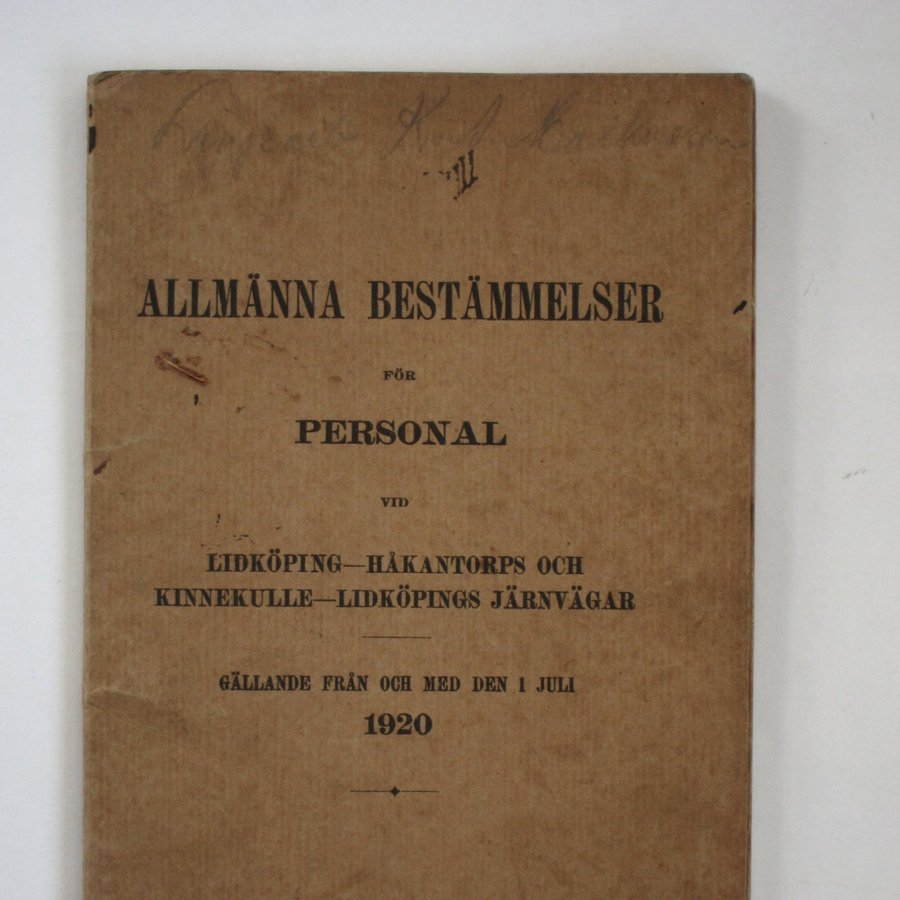 ALLMÄNNA BESTÄMMELSER
FÖR
PERSONAL
VID
LIDKÖPING—HÅKANTORPS OCH
KINNEKULLE—LIDKÖPINGS JÄRNVÄGAR
GÄLLANDE FRÅN OCH MED DEN 1 JULI
1920